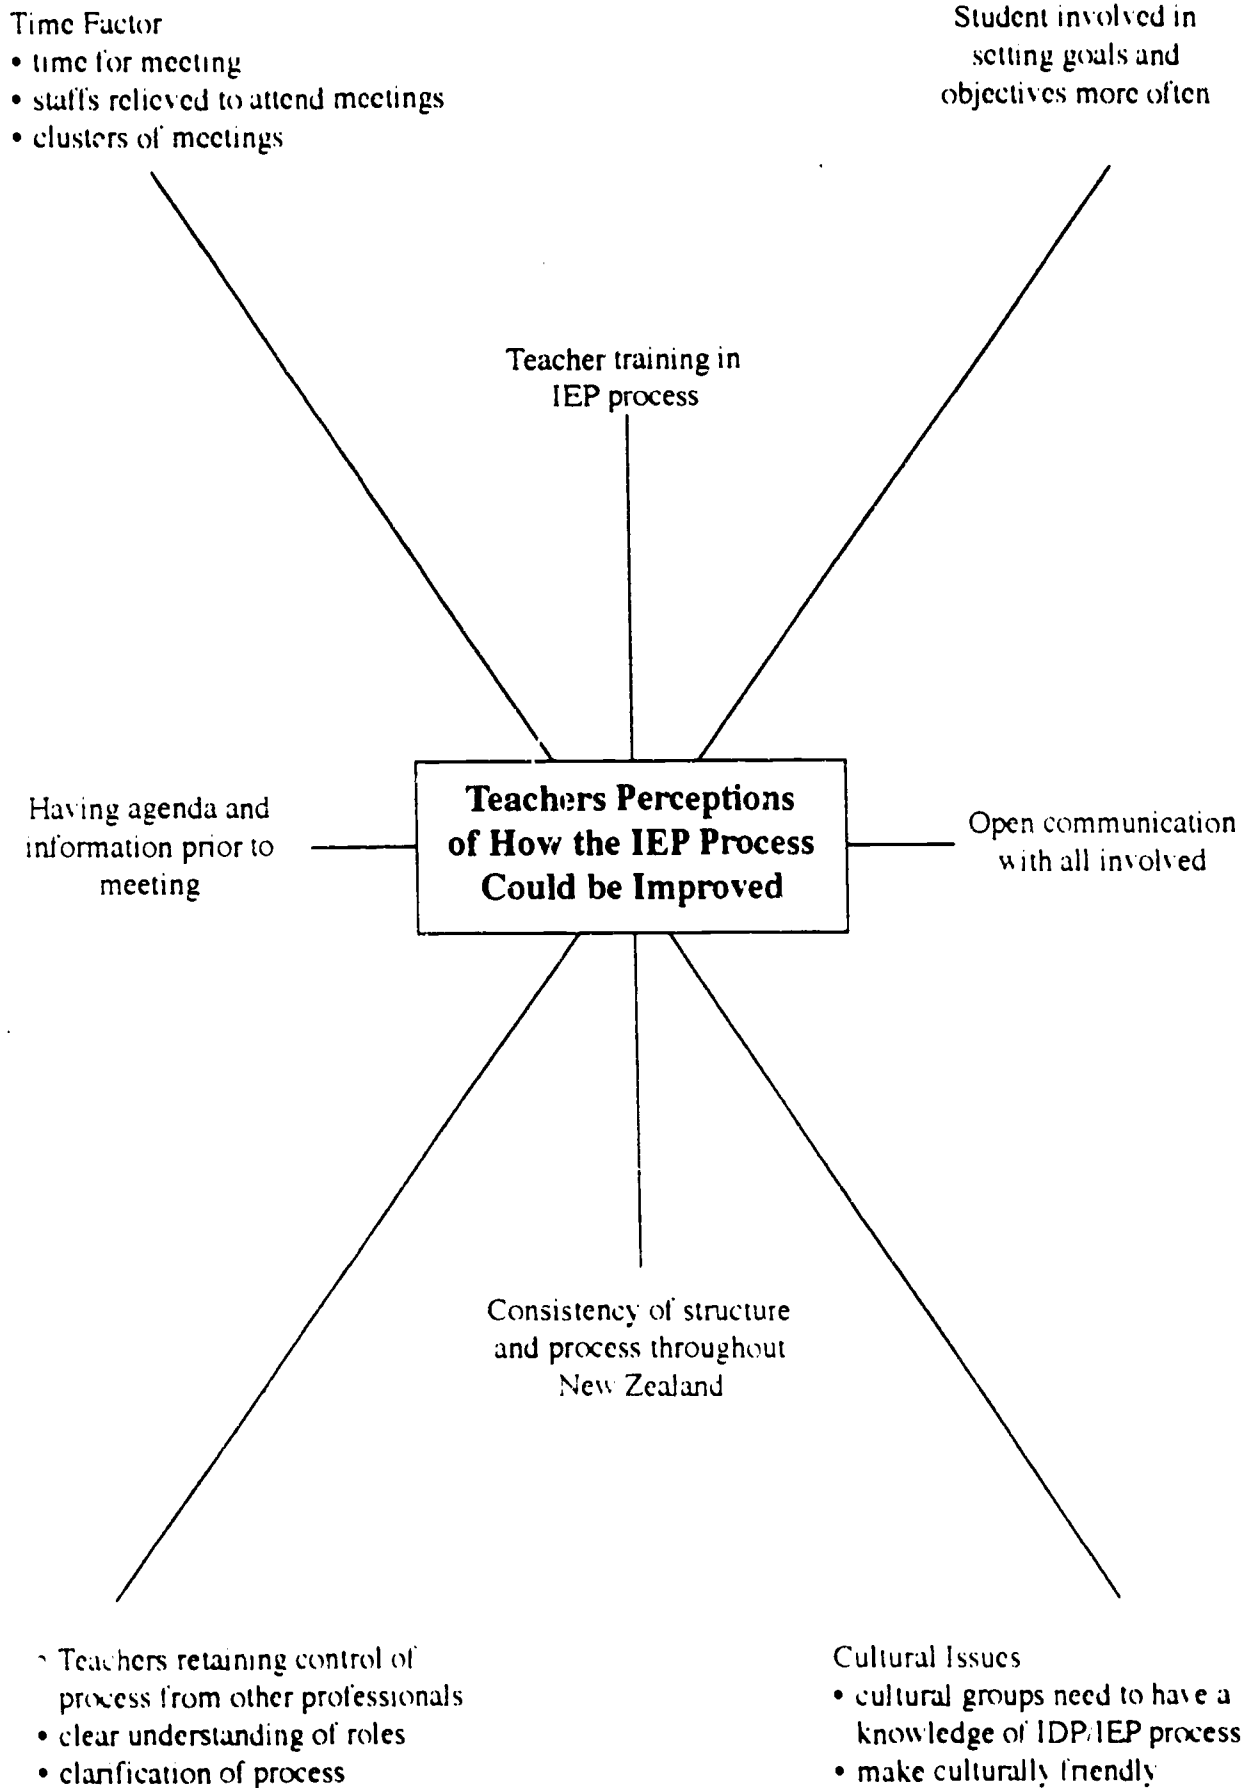 Time Factor
• time for meeting
• staffs relieved to attend meetings
• clusters of meetings
Student involved in
setting goals and
objectives more often
Teacher training in
IEP process
Having agenda and
information prior to
meeting
Teachers Perceptions
of How the IEP Process
Could be Improved
Open communication
with all involved
Consistency of structure
and process throughout
New Zealand
• Teachers retaining control of
process from other professionals
• clear understanding of roles
• clarification of process
Cultural Issues
• cultural groups need to have a
knowledge of IDP/IEP process
• make culturally friendly